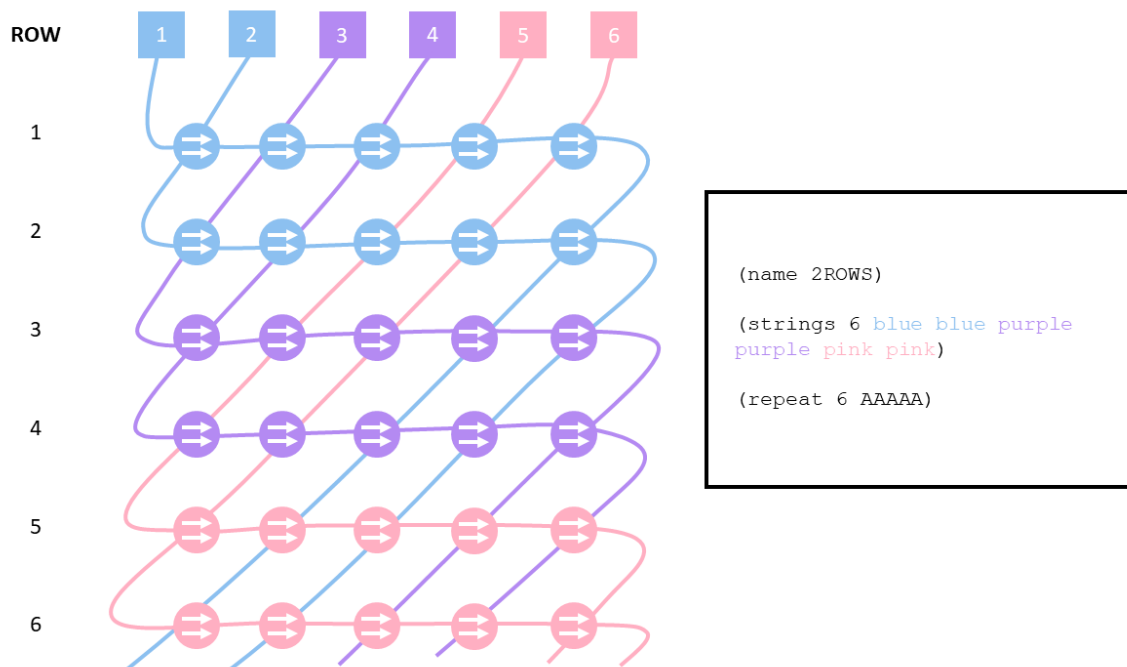 ROW 1 2 3 4 5 6
1
2
3
4
5
6
(name 2ROWS)
(strings 6 blue blue purple
purple pink pink)
(repeat 6 AAAAA)